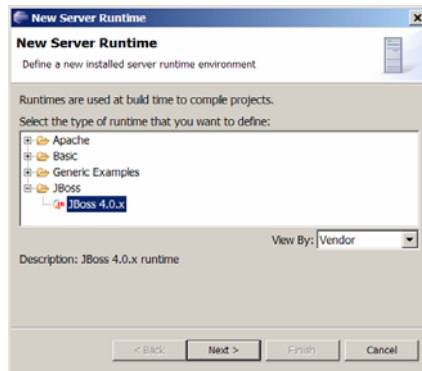 New Server Runtime
New Server Runtime
Define a new installed server runtime environment
Runtimes are used at build time to compile projects.
Select the type of runtime that you want to define:
Apache
Basic
Generic Examples
JBoss
JBoss 4.0.x
View By: Vendor
Description: JBoss 4.0.x runtime
< Back Next > Finish Cancel